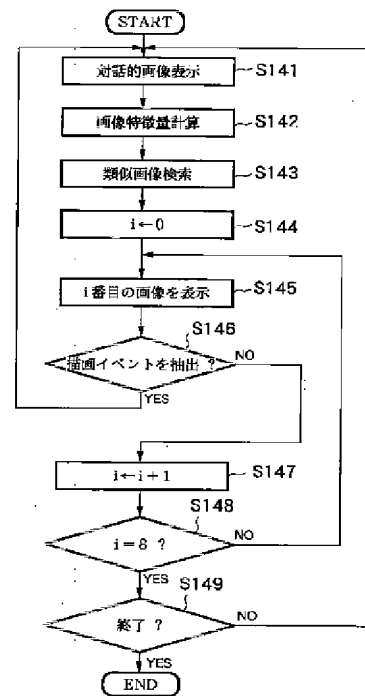 START
対話的画像表示 S141
画像特徴量計算 S142
類似画像検索 S143
i←0 S144
i番目の画像を表示 S145
S146
描画イベントを抽出 ? NO
YES
i←i+1 S147
S148
i=8 ? NO
YES
S149
終了 ? NO
YES
END